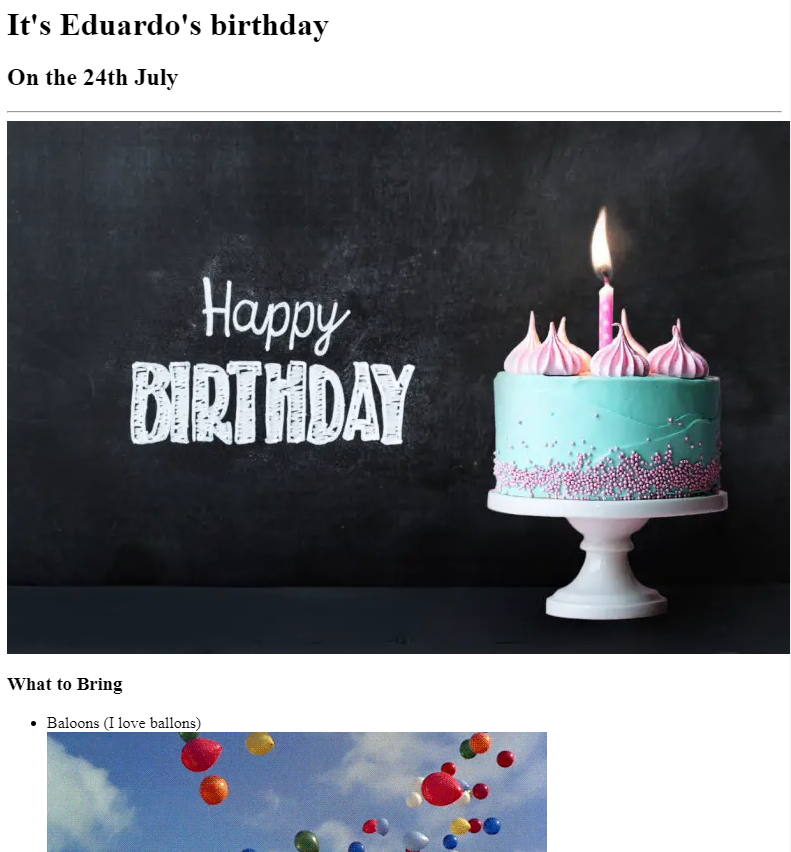 It's Eduardo's birthday
On the 24th July
Happy
BIRTHDAY
What to Bring
Baloons (I love ballons)